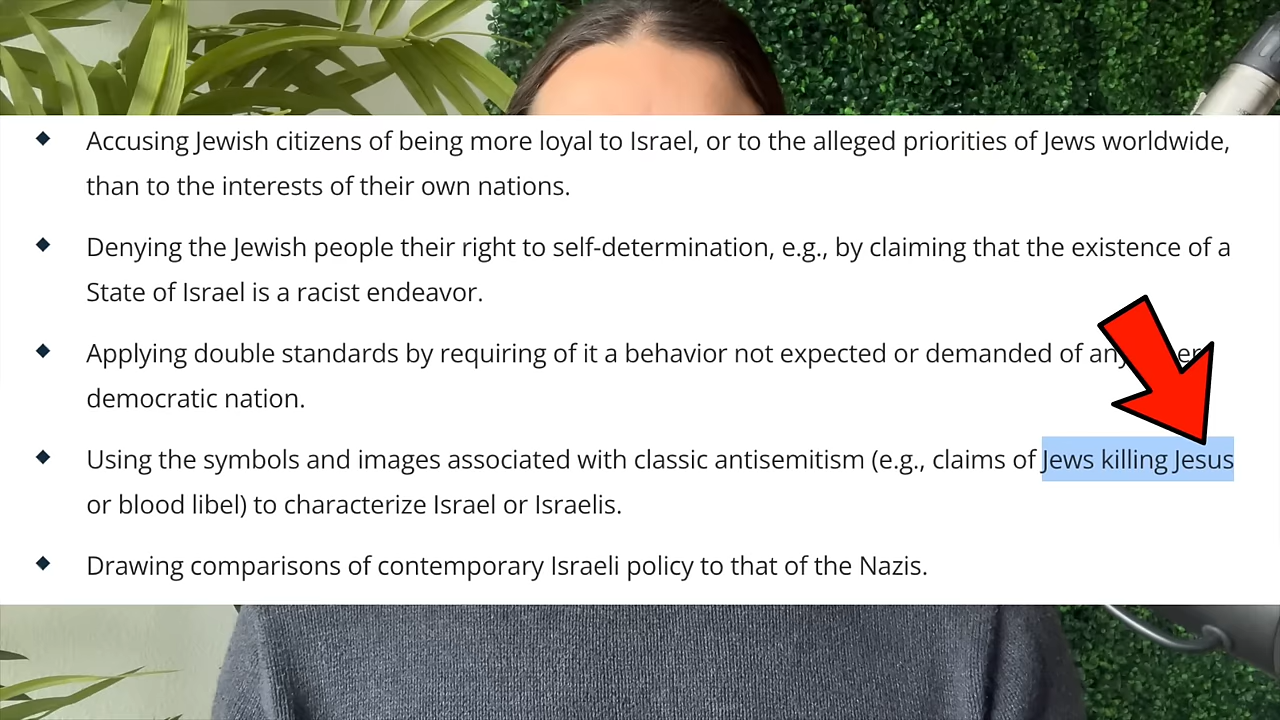 Accusing Jewish citizens of being more loyal to Israel, or to the alleged priorities of Jews worldwide,
than to the interests of their own nations.
Denying the Jewish people their right to self-determination, e.g., by claiming that the existence of a
State of Israel is a racist endeavor.
Applying double standards by requiring of it a behavior not expected or demanded of any
democratic nation.
Using the symbols and images associated with classic antisemitism (e.g., claims of Jews killing Jesus
or blood libel) to characterize Israel or Israelis.
Drawing comparisons of contemporary Israeli policy to that of the Nazis.